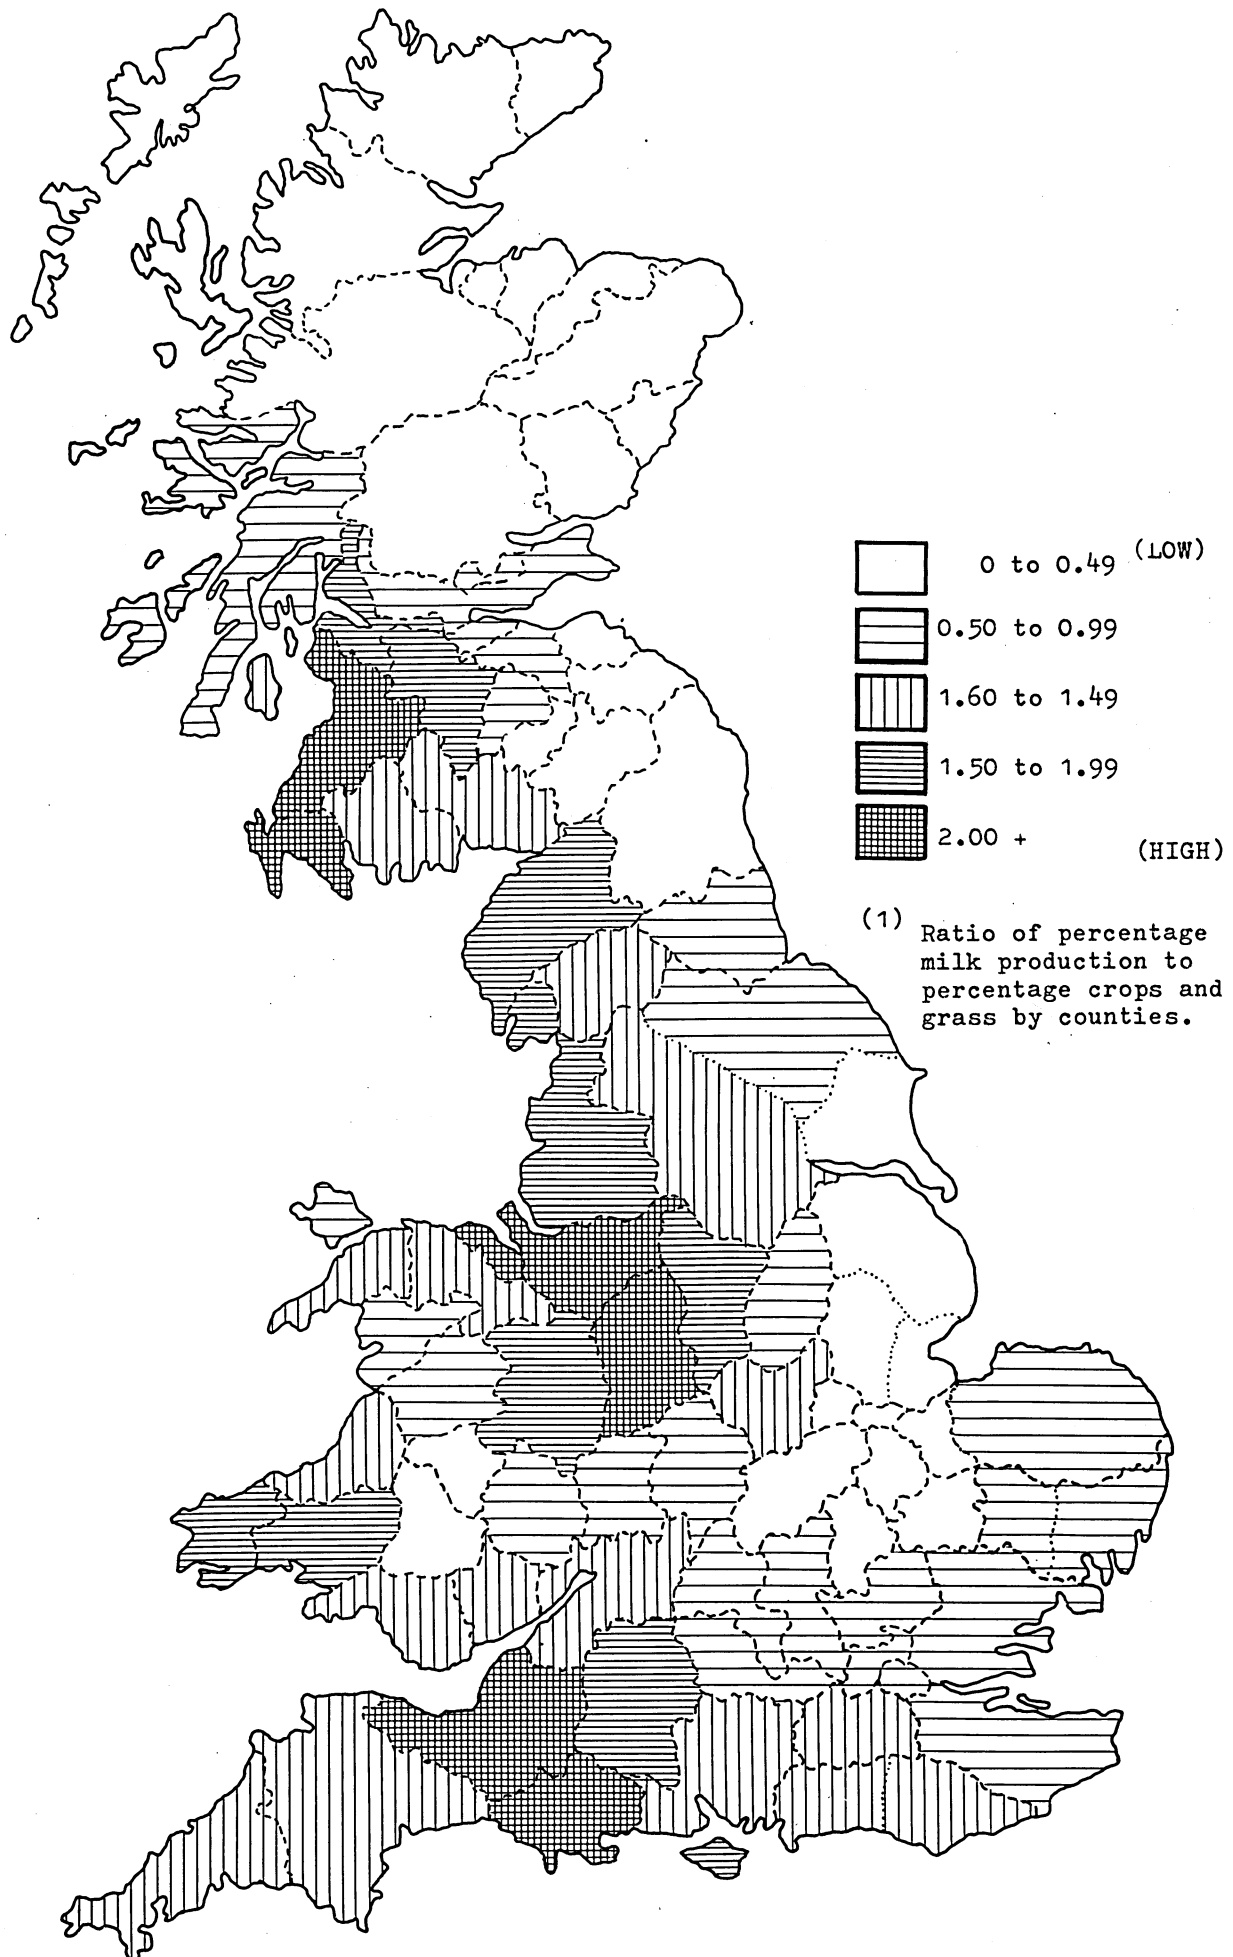 0 to 0.49 (LOW)
0.50 to 0.99
1.60 to 1.49
1.50 to 1.99
2.00 + (HIGH)
(1) Ratio of percentage
milk production to
percentage crops and
grass by counties.